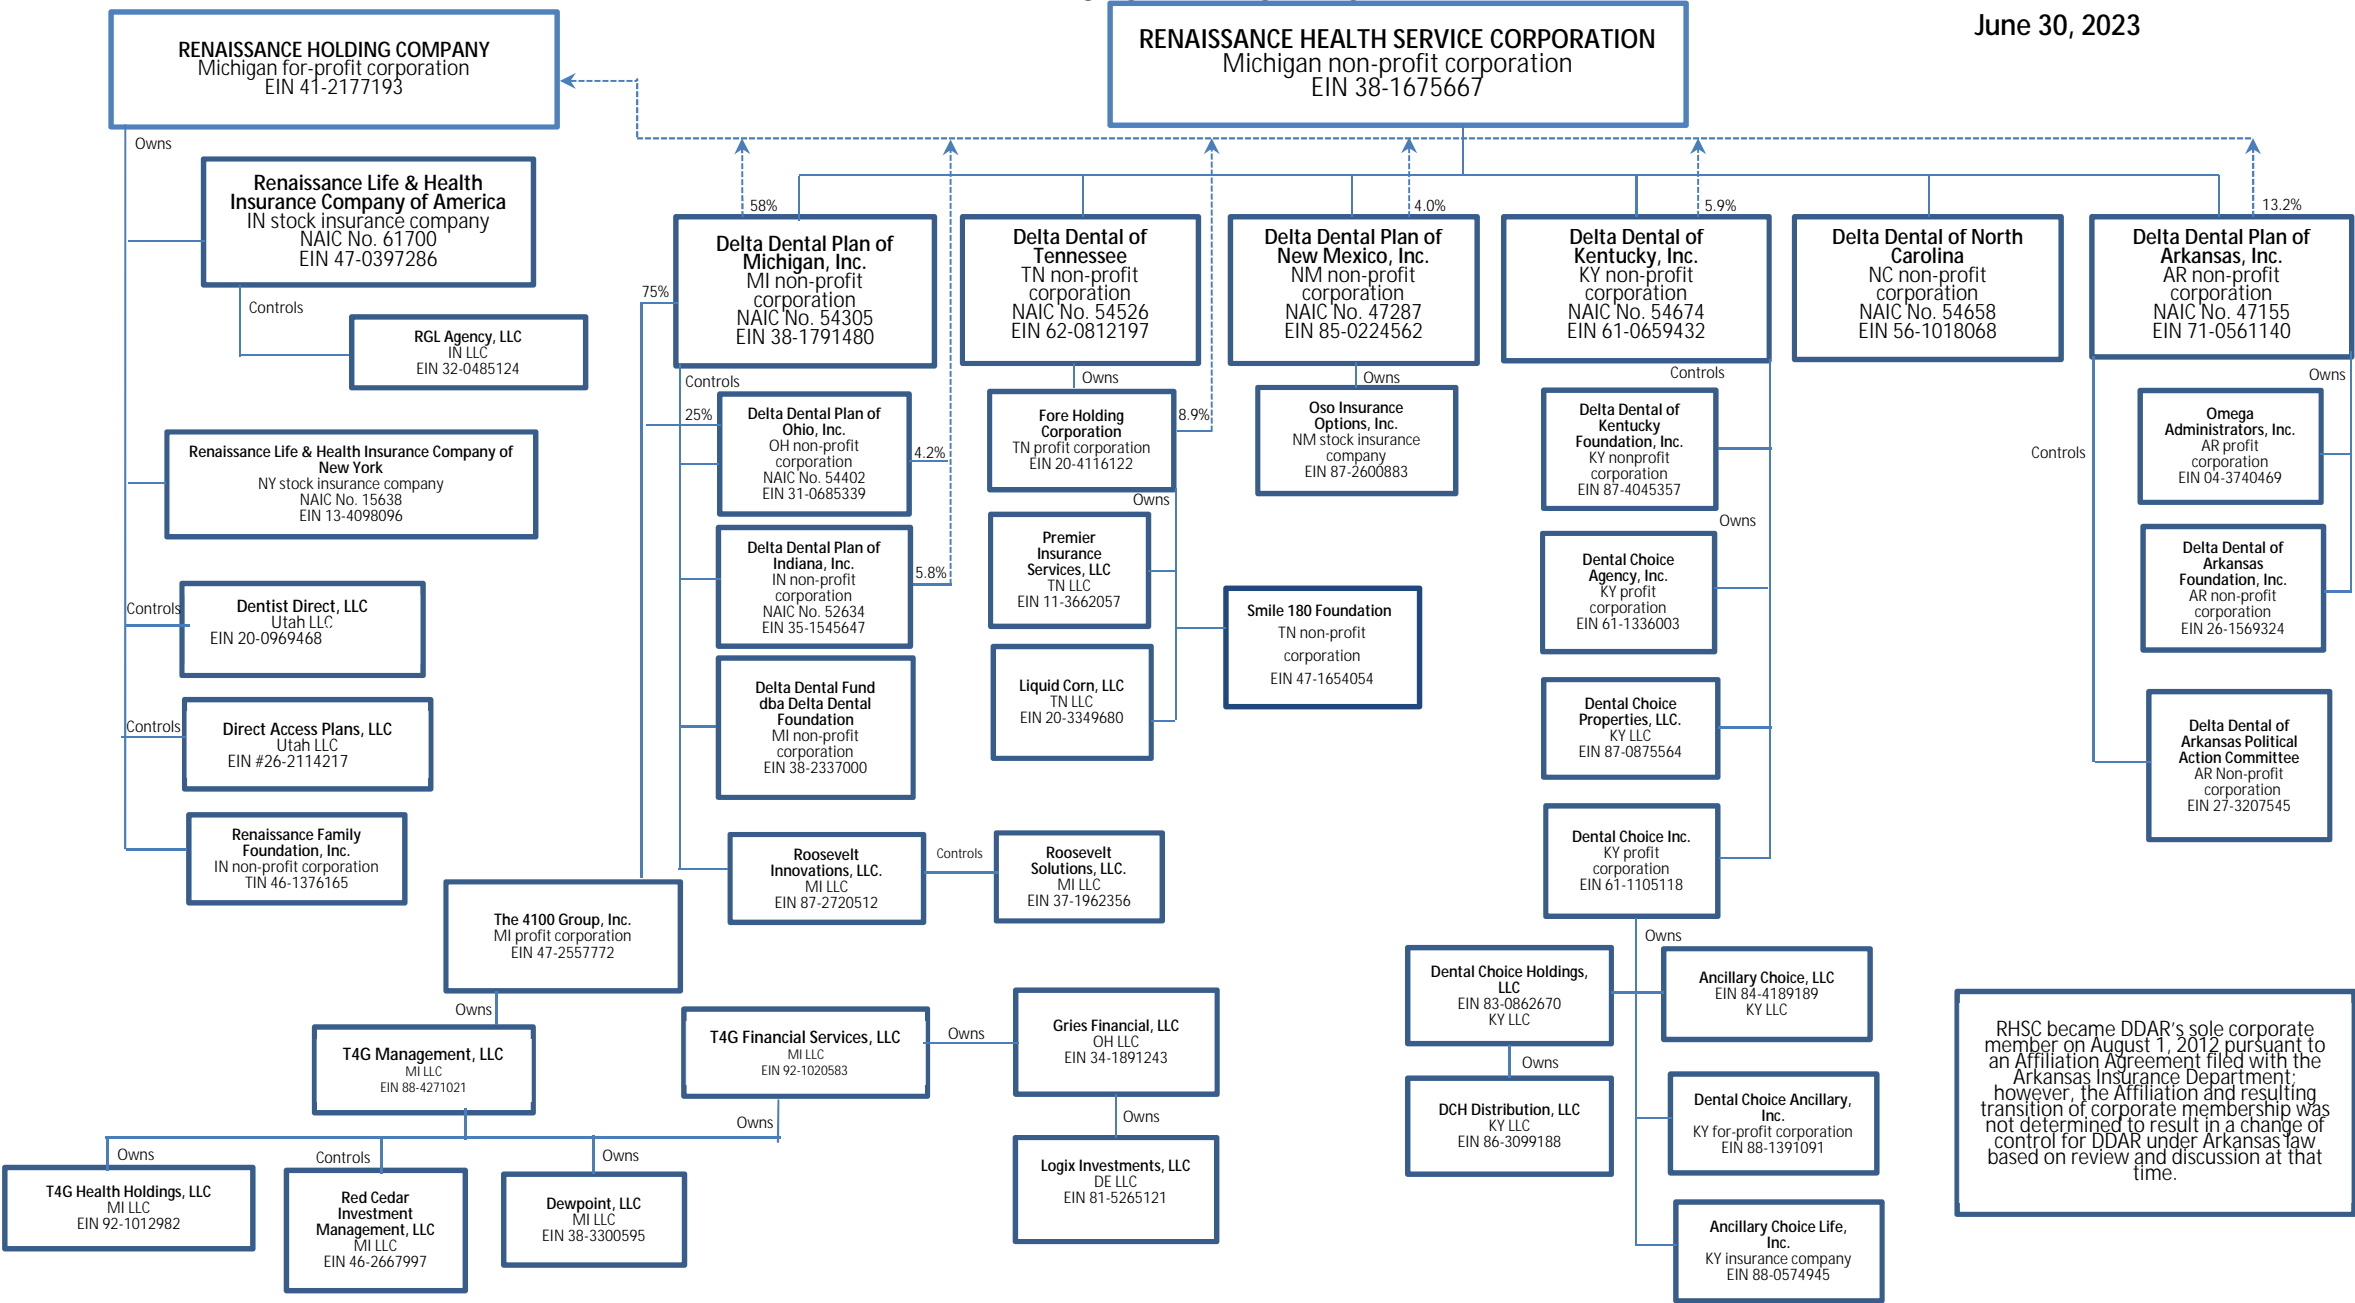 June 30, 2023
RENAISSANCE HOLDING COMPANY
Michigan for-profit corporation
EIN 41-2177193
RENAISSANCE HEALTH SERVICE CORPORATION
Michigan non-profit corporation
EIN 38-1675667
Owns
Renaissance Life & Health
Insurance Company of America
IN stock insurance company
NAIC No. 61700
EIN 47-0397286
Controls
RGL Agency, LLC
IN LLC
EIN 32-0485124
Renaissance Life & Health Insurance Company of
New York
NY stock insurance company
NAIC No. 15638
EIN 13-4098096
Controls
Dentist Direct, LLC
Utah LLC
EIN 20-0969468
Controls
Direct Access Plans, LLC
Utah LLC
EIN #26-2114217
Renaissance Family
Foundation, Inc.
IN non-profit corporation
TIN 46-1376165
58%
Delta Dental Plan of
Michigan, Inc.
MI non-profit
corporation
NAIC No. 54305
EIN 38-1791480
75%
Controls
25%
Delta Dental Plan of
Ohio, Inc.
OH non-profit
corporation
NAIC No. 54402
EIN 31-0685339
4.2%
Delta Dental Plan of
Indiana, Inc.
IN non-profit
corporation
NAIC No. 52634
EIN 35-1545647
5.8%
Delta Dental Fund
dba Delta Dental
Foundation
MI non-profit
corporation
EIN 38-2337000
Roosevelt
Innovations, LLC.
MI LLC
EIN 87-2720512
Controls
Roosevelt
Solutions, LLC.
MI LLC
EIN 37-1962356
The 4100 Group, Inc.
MI profit corporation
EIN 47-2557772
Owns
T4G Management, LLC
MI LLC
EIN 88-4271021
T4G Financial Services, LLC
MI LLC
EIN 92-1020583
Owns
Gries Financial, LLC
OH LLC
EIN 34-1891243
Owns
Owns
Logix Investments, LLC
DE LLC
EIN 81-5265121
Owns
T4G Health Holdings, LLC
MI LLC
EIN 92-1012982
Controls
Red Cedar
Investment
Management, LLC
MI LLC
EIN 46-2667997
Owns
Dewpoint, LLC
MI LLC
EIN 38-3300595
Delta Dental of
Tennessee
TN non-profit
corporation
NAIC No. 54526
EIN 62-0812197
Owns
Fore Holding
Corporation
TN profit corporation
EIN 20-4116122
8.9%
Owns
Premier
Insurance
Services, LLC
TN LLC
EIN 11-3662057
Liquid Corn, LLC
TN LLC
EIN 20-3349680
Smile 180 Foundation
TN non-profit
corporation
EIN 47-1654054
4.0%
Delta Dental Plan of
New Mexico, Inc.
NM non-profit
corporation
NAIC No. 47287
EIN 85-0224562
Owns
Oso Insurance
Options, Inc.
NM stock insurance
company
EIN 87-2600883
5.9%
Delta Dental of
Kentucky, Inc.
KY non-profit
corporation
NAIC No. 54674
EIN 61-0659432
Controls
Delta Dental of
Kentucky
Foundation, Inc.
KY nonprofit
corporation
EIN 87-4045357
Owns
Dental Choice
Agency, Inc.
KY profit
corporation
EIN 61-1336003
Dental Choice
Properties, LLC.
KY LLC
EIN 87-0875564
Dental Choice Inc.
KY profit
corporation
EIN 61-1105118
Owns
Dental Choice Holdings,
LLC
EIN 83-0862670
KY LLC
Owns
DCH Distribution, LLC
KY LLC
EIN 86-3099188
Ancillary Choice, LLC
EIN 84-4189189
KY LLC
Dental Choice Ancillary,
Inc.
KY for-profit corporation
EIN 88-1391091
Ancillary Choice Life,
Inc.
KY insurance company
EIN 88-0574945
Delta Dental of North
Carolina
NC non-profit
corporation
NAIC No. 54658
EIN 56-1018068
13.2%
Delta Dental Plan of
Arkansas, Inc.
AR non-profit
corporation
NAIC No. 47155
EIN 71-0561140
Owns
Omega
Administrators, Inc.
AR profit
corporation
EIN 04-3740469
Controls
Delta Dental of
Arkansas
Foundation, Inc.
AR non-profit
corporation
EIN 26-1569324
Delta Dental of
Arkansas Political
Action Committee
AR Non-profit
corporation
EIN 27-3207545
RHSC became DDAR's sole corporate
member on August 1, 2012 pursuant to
an Affiliation Agreement filed with the
Arkansas Insurance Department;
however, the Affiliation and resulting
transition of corporate membership was
not determined to result in a change of
control for DDAR under Arkansas law
based on review and discussion at that
time.